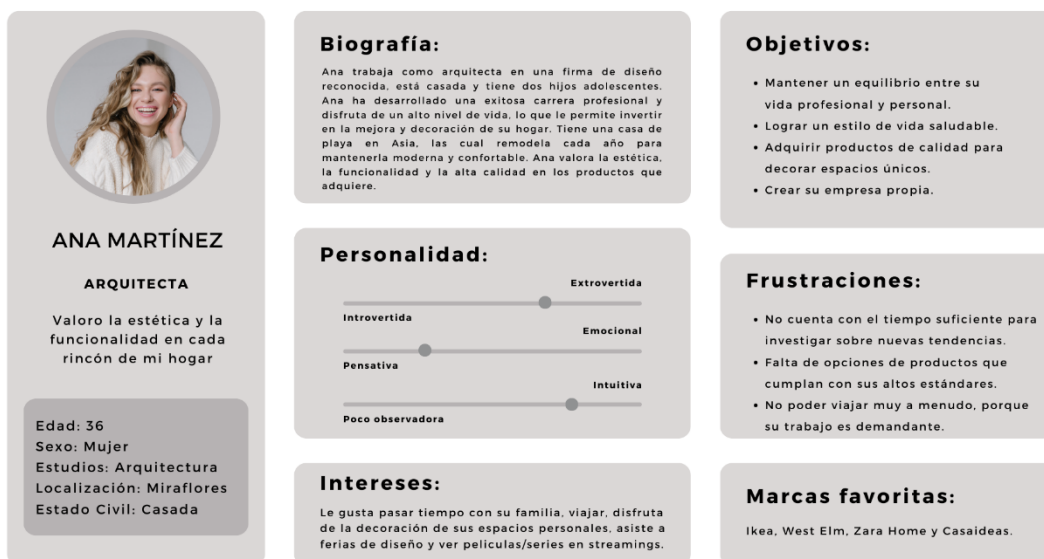 ANA MARTÍNEZ
ARQUITECTA
Valoro la estética y la
funcionalidad en cada
rincón de mi hogar
Edad: 36
Sexo: Mujer
Estudios: Arquitectura
Localización: Miraflores
Estado Civil: Casada
Biografía:
Ana trabaja como arquitecta en una firma de diseño
reconocida, está casada y tiene dos hijos adolescentes.
Ana ha desarrollado una exitosa carrera profesional y
disfruta de un alto nivel de vida, lo que le permite invertir
en la mejora y decoración de su hogar. Tiene una casa de
playa en Asia, las cual remodela cada año para
mantenerla moderna y confortable. Ana valora la estética,
la funcionalidad y la alta calidad en los productos que
adquiere.
Personalidad:
Extrovertida
Introvertida
Emocional
Pensativa
Intuitiva
Poco observadora
Intereses:
Le gusta pasar tiempo con su familia, viajar, disfruta
de la decoración de sus espacios personales, asiste a
ferias de diseño y ver peliculas/series en streamings.
Objetivos:
• Mantener un equilibrio entre su
vida profesional y personal.
• Lograr un estilo de vida saludable.
• Adquirir productos de calidad para
decorar espacios únicos.
• Crear su empresa propia.
Frustraciones:
• No cuenta con el tiempo suficiente para
investigar sobre nuevas tendencias.
• Falta de opciones de productos que
cumplan con sus altos estándares.
• No poder viajar muy a menudo, porque
su trabajo es demandante.
Marcas favoritas:
Ikea, West Elm, Zara Home y Casaideas.